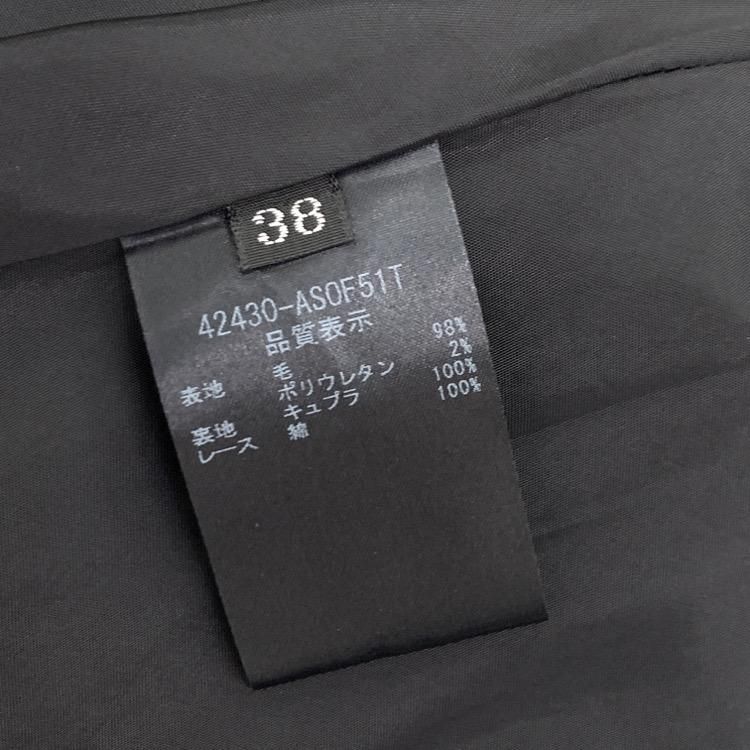 38
42430-ASOF51T
品質表示
表地 毛 98%
ポリウレタン 2%
裏地 キュプラ 100%
レース 綿 100%